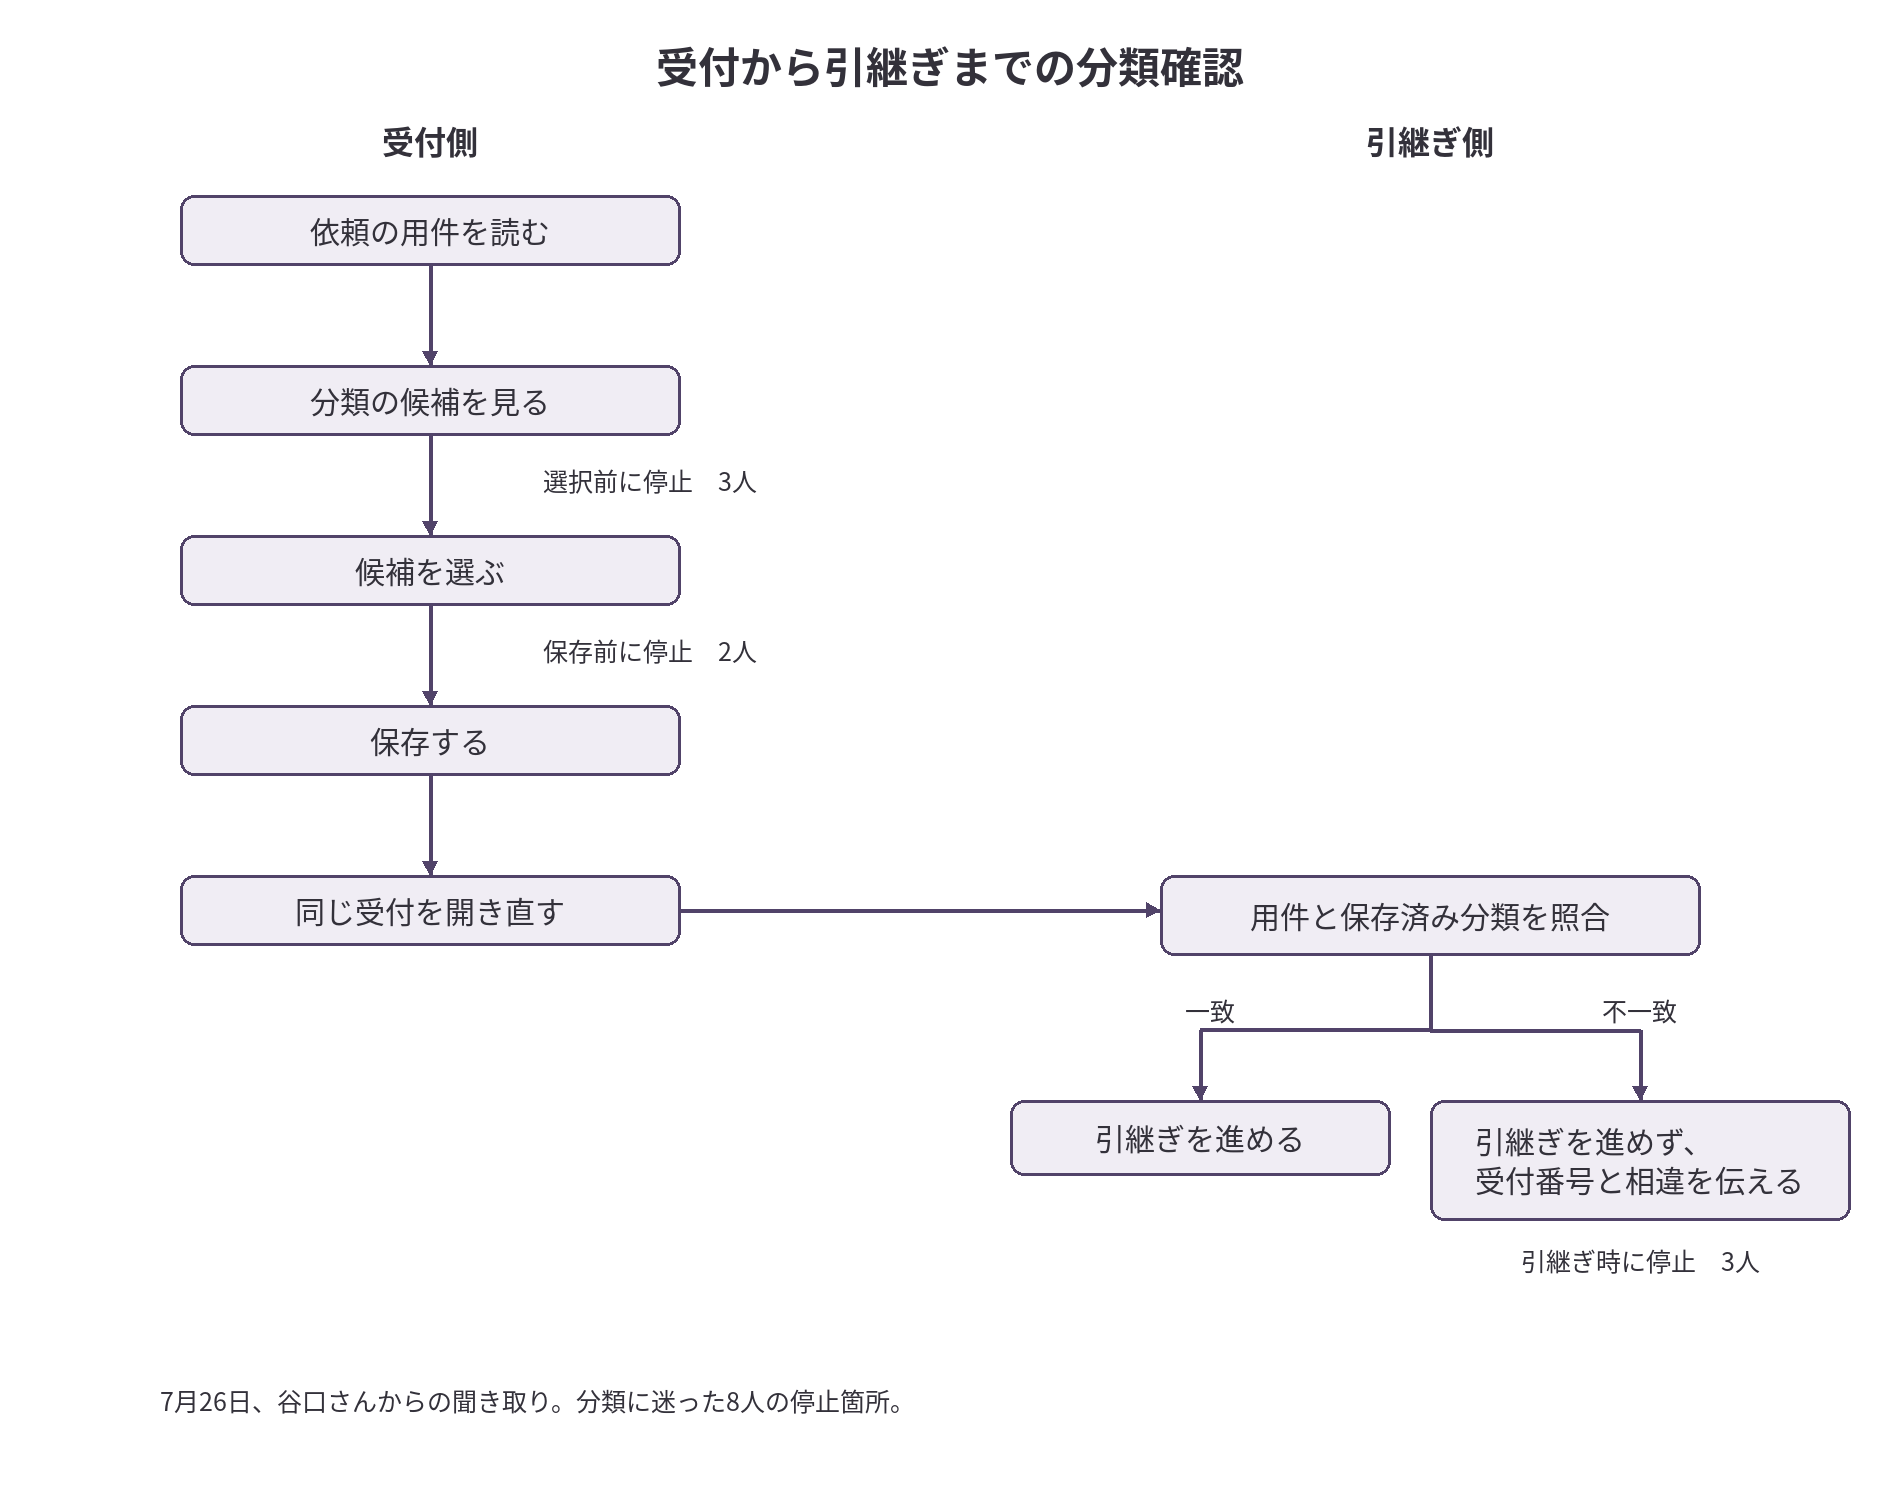 受付から引継ぎまでの分類確認
受付側
引継ぎ側
依頼の用件を読む
分類の候補を見る
選択前に停止　3人
候補を選ぶ
保存前に停止　2人
保存する
同じ受付を開き直す
用件と保存済み分類を照合
一致
不一致
引継ぎを進める
引継ぎを進めず、
受付番号と相違を伝える
引継ぎ時に停止　3人
7月26日、谷口さんからの聞き取り。分類に迷った8人の停止箇所。